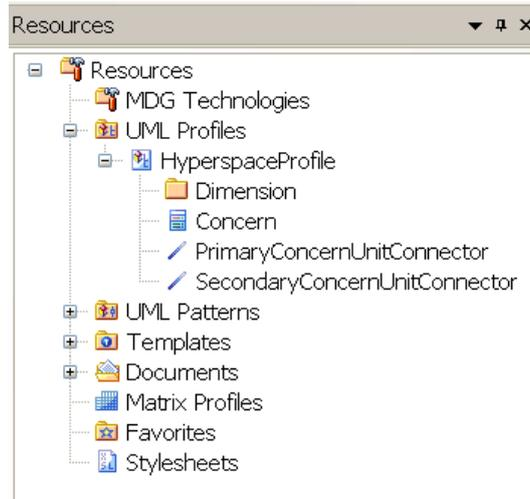 Resources
Resources
MDG Technologies
UML Profiles
HyperspaceProfile
Dimension
Concern
PrimaryConcernUnitConnector
SecondaryConcernUnitConnector
UML Patterns
Templates
Documents
Matrix Profiles
Favorites
Stylesheets